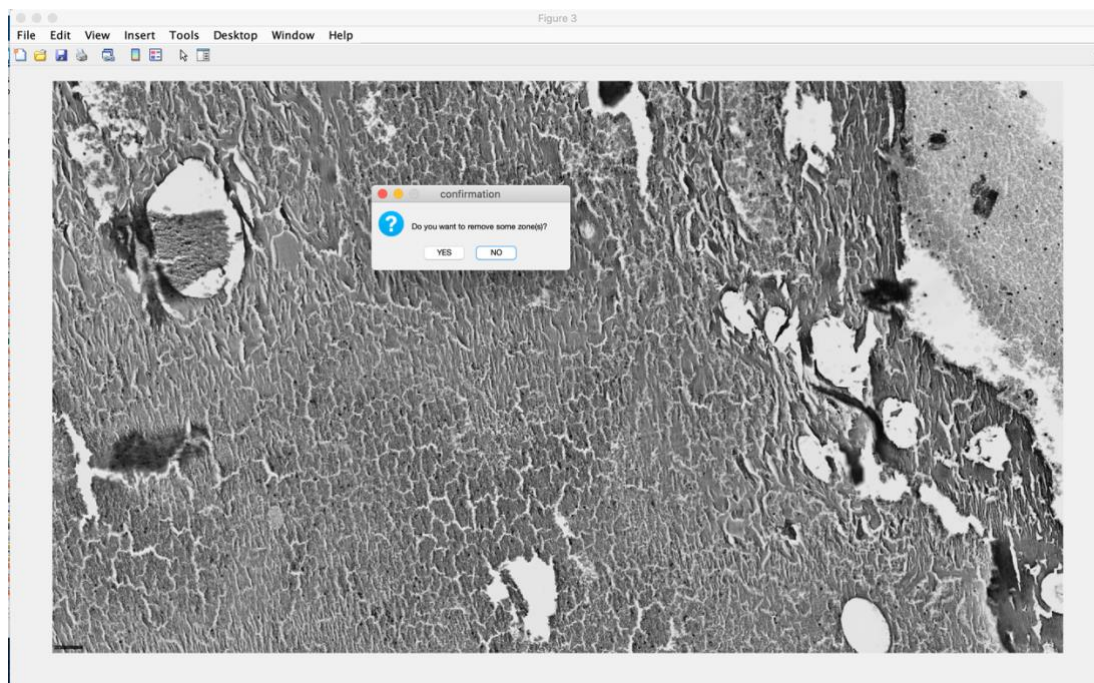 Figure 3
File Edit View Insert Tools Desktop Window Help
confirmation
?
Do you want to remove some zone(s)?
YES NO